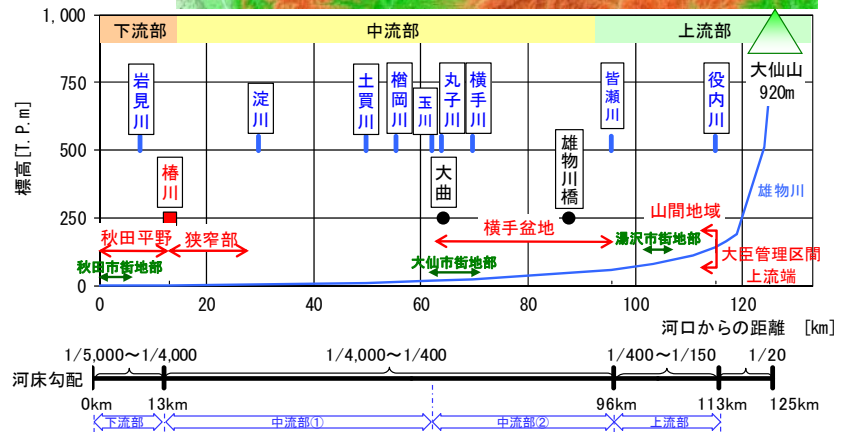 1,000
750
500
250
0
標高[T.P.m]
下流部
中流部
上流部
岩見川
淀川
土買川
楢岡川
玉川
丸子川
横手川
皆瀬川
役内川
大仙山
920m
椿川
大曲
雄物川橋
雄物川
秋田平野
狭窄部
横手盆地
山間地域
秋田市街地部
大仙市街地部
湯沢市街地部
大臣管理区間
上流端
0
20
40
60
80
100
120
河口からの距離 [km]
河床勾配
1/5,000～1/4,000
1/4,000～1/400
1/400～1/150
1/20
0km
13km
96km
113km
125km
下流部
中流部①
中流部②
上流部